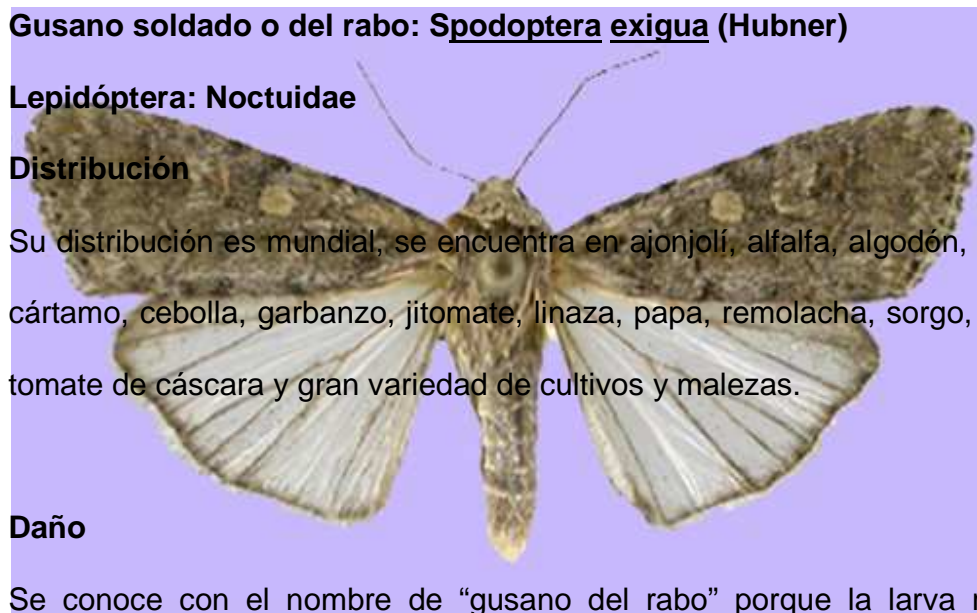 Gusano soldado o del rabo: Spodoptera exigua (Hubner)
Lepidóptera: Noctuidae
Distribución
Su distribución es mundial, se encuentra en ajonjolí, alfalfa, algodón,
cártamo, cebolla, garbanzo, jitomate, linaza, papa, remolacha, sorgo,
tomate de cáscara y gran variedad de cultivos y malezas.
Daño
Se conoce con el nombre de “gusano del rabo” porque la larva